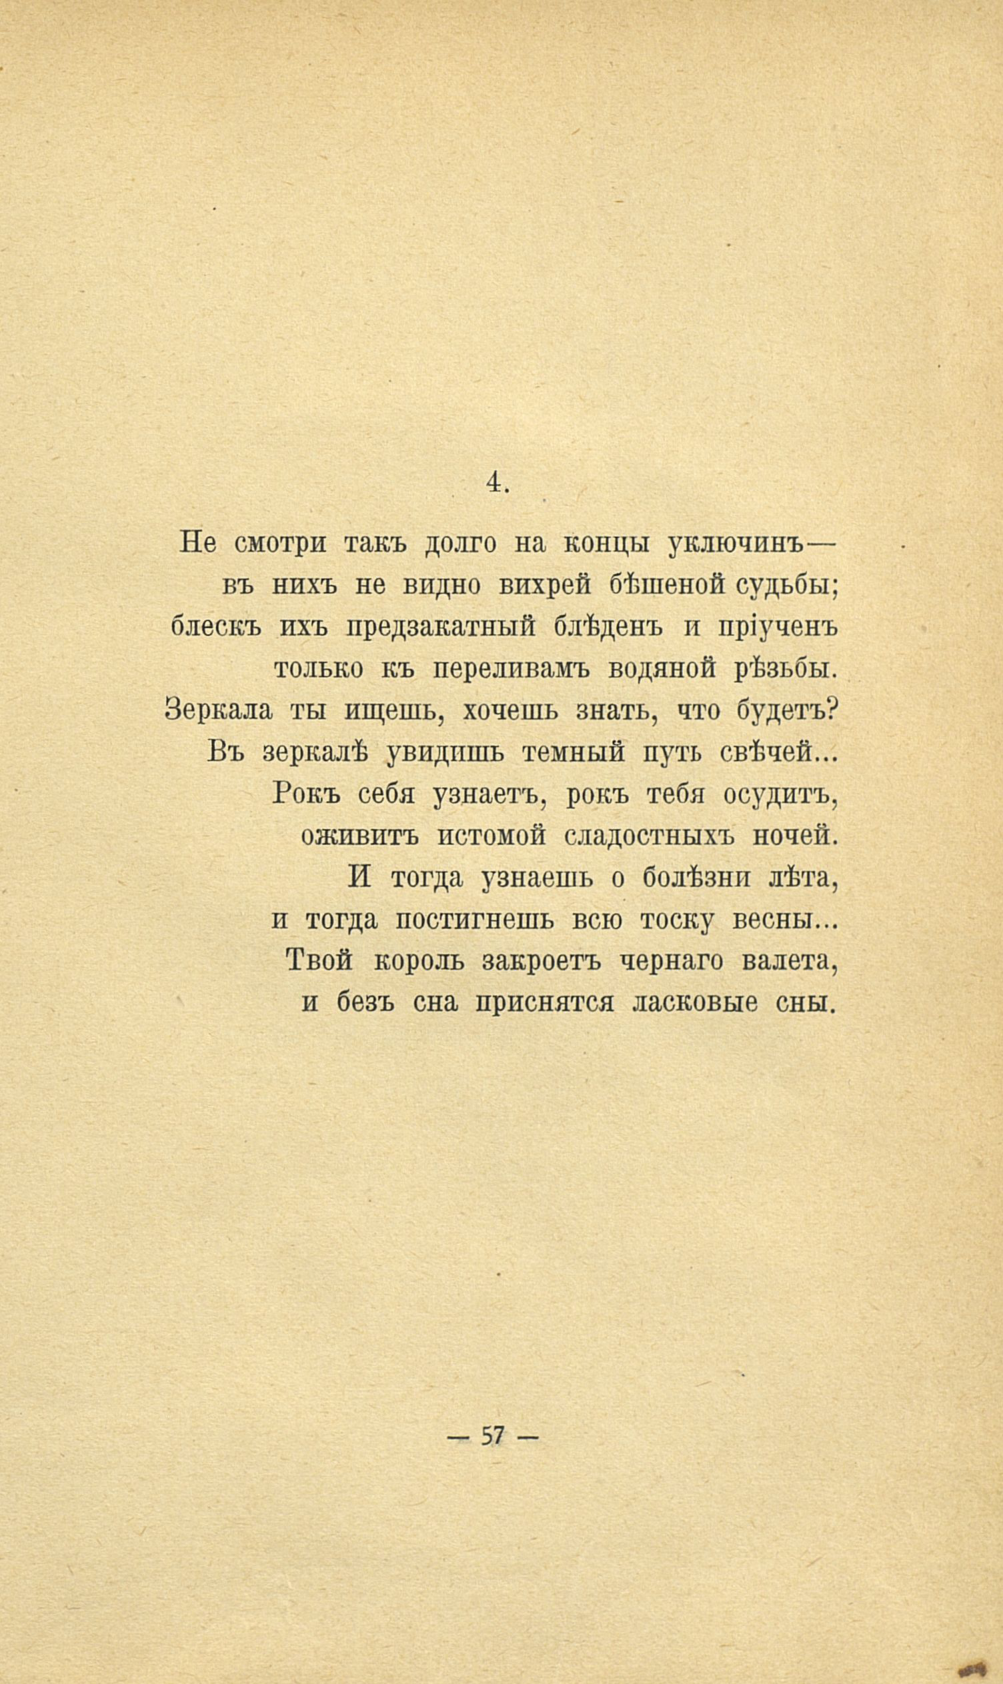 4.
Не смотри такъ долго на концы уключинъ—
въ нихъ не видно вихрей бѣшеной судьбы;
блескъ ихъ предзакатный блѣденъ и пріученъ
только къ переливамъ водяной рѣзьбы.
Зеркала ты ищешь, хочешь знать, что будетъ?
Въ зеркалѣ увидишь темный путь свѣчей...
Рокъ себя узнаетъ, рокъ тебя осудитъ,
оживитъ истомой сладостныхъ ночей.
И тогда узнаешь о болѣзни лѣта,
и тогда постигнешь всю тоску весны...
Твой король закроетъ чернаго валета,
и безъ сна приснятся ласковые сны.
— 57 —